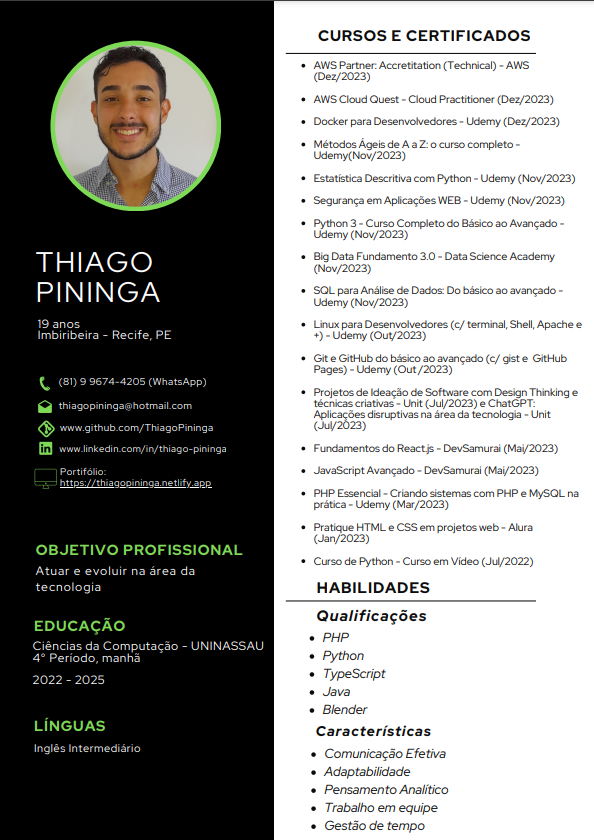 THIAGO
PININGA
19 anos
Imbiribeira - Recife, PE
(81) 9 9674-4205 (WhatsApp)
thiagopininga@hotmail.com
www.github.com/ThiagoPininga
www.linkedin.com/in/thiago-pininga
Portifólio:
https://thiagopininga.netlify.app
OBJETIVO PROFISSIONAL
Atuar e evoluir na área da
tecnologia
EDUCAÇÃO
Ciências da Computação - UNINASSAU
4° Período, manhã
2022 - 2025
LÍNGUAS
Inglês Intermediário
CURSOS E CERTIFICADOS
• AWS Partner: Accretitation (Technical) - AWS
(Dez/2023)
• AWS Cloud Quest - Cloud Practitioner (Dez/2023)
• Docker para Desenvolvedores - Udemy (Dez/2023)
• Métodos Ágeis de A a Z: o curso completo -
Udemy(Nov/2023)
• Estatística Descritiva com Python - Udemy (Nov/2023)
• Segurança em Aplicações WEB - Udemy (Nov/2023)
• Python 3 - Curso Completo do Básico ao Avançado -
Udemy (Nov/2023)
• Big Data Fundamento 3.0 - Data Science Academy
(Nov/2023)
• SQL para Análise de Dados: Do básico ao avançado -
Udemy (Nov/2023)
• Linux para Desenvolvedores (c/ terminal, Shell, Apache e
+) - Udemy (Out/2023)
• Git e GitHub do básico ao avançado (c/ gist e GitHub
Pages) - Udemy (Out /2023)
• Projetos de Ideação de Software com Design Thinking e
técnicas criativas - Unit (Jul/2023) e ChatGPT:
Aplicações disruptivas na área da tecnologia - Unit
(Jul/2023)
• Fundamentos do React.js - DevSamurai (Mai/2023)
• JavaScript Avançado - DevSamurai (Mai/2023)
• PHP Essencial - Criando sistemas com PHP e MySQL na
prática - Udemy (Mar/2023)
• Pratique HTML e CSS em projetos web - Alura
(Jan/2023)
• Curso de Python - Curso em Vídeo (Jul/2022)
HABILIDADES
Qualificações
• PHP
• Python
• TypeScript
• Java
• Blender
Características
• Comunicação Efetiva
• Adaptabilidade
• Pensamento Analítico
• Trabalho em equipe
• Gestão de tempo